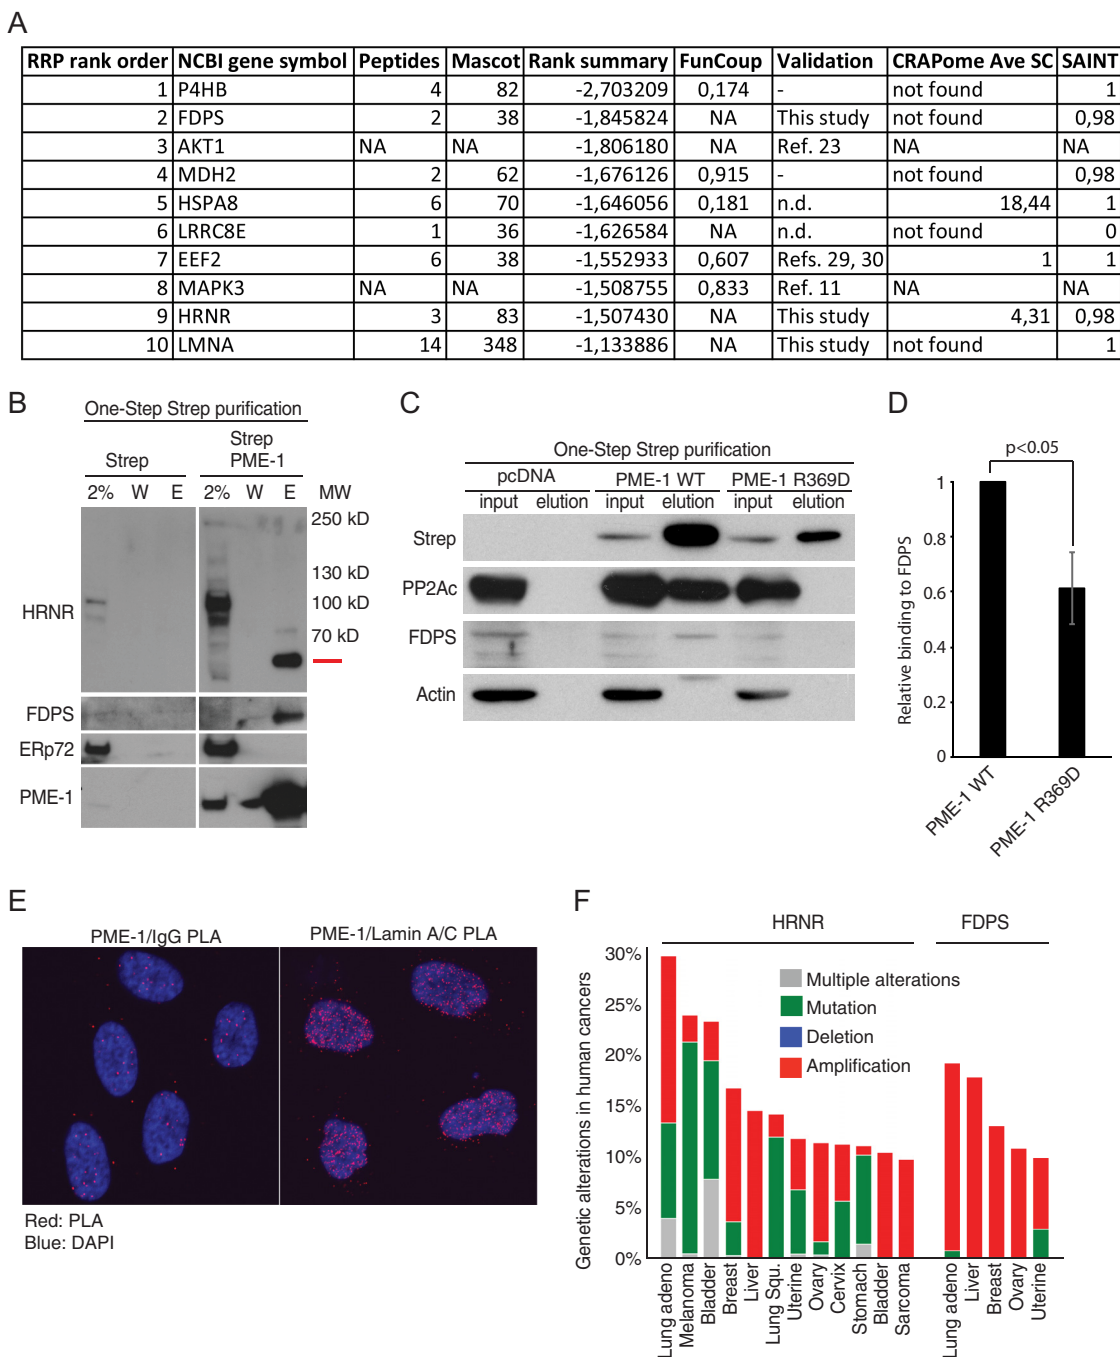 A
RRP rank order NCBI gene symbol Peptides Mascot Rank summary FunCoup Validation CRAPome Ave SC SAINT
1 P4HB 4 82 -2,703209 0,174 - not found 1
2 FDPS 2 38 -1,845824 NA This study not found 0,98
3 AKT1 NA NA -1,806180 NA Ref. 23 NA NA
4 MDH2 2 62 -1,676126 0,915 - not found 0,98
5 HSPA8 6 70 -1,646056 0,181 n.d. 18,44 1
6 LRRC8E 1 36 -1,626584 NA n.d. not found 0
7 EEF2 6 38 -1,552933 0,607 Refs. 29, 30 1 1
8 MAPK3 NA NA -1,508755 0,833 Ref. 11 NA NA
9 HRNR 3 83 -1,507430 NA This study 4,31 0,98
10 LMNA 14 348 -1,133886 NA This study not found 1
B
One-Step Strep purification
Strep
Strep
PME-1
2% W E 2% W E MW
250 kD
130 kD
100 kD
70 kD
HRNR
FDPS
ERp72
PME-1
C
One-Step Strep purification
pcDNA PME-1 WT PME-1 R369D
input elution input elution input elution
Strep
PP2Ac
FDPS
Actin
D
p<0.05
Relative binding to FDPS
1
0.8
0.6
0.4
0.2
0
PME-1 WT
PME-1 R369D
E
PME-1/IgG PLA
PME-1/Lamin A/C PLA
Red: PLA
Blue: DAPI
F
HRNR
FDPS
Genetic alterations in human cancers
30%
25%
20%
15%
10%
5%
0%
Multiple alterations
Mutation
Deletion
Amplification
Lung adeno
Melanoma
Bladder
Breast
Liver
Lung Squ.
Uterine
Ovary
Cervix
Stomach
Bladder
Sarcoma
Lung adeno
Liver
Breast
Ovary
Uterine